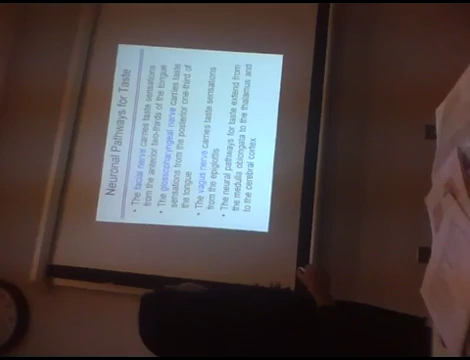 Neuronal Pathways for Taste
• The facial nerve carries taste sensations
from the anterior two-thirds of the tongue
• The glossopharyngeal nerve carries taste
sensations from the posterior one-third of
the tongue
• The vagus nerve carries taste sensations
from the epiglottis
• The neural pathways for taste extend from
the medulla oblongata to the thalamus and
to the cerebral cortex